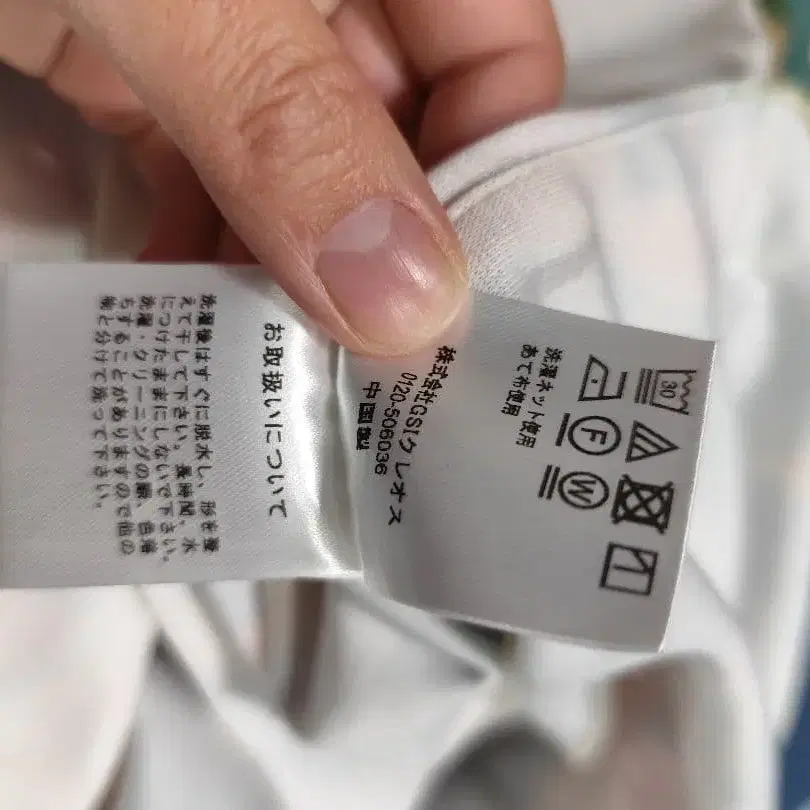 30
F
W
洗濯ネット使用
あて布使用
株式会社GSIクレオス
0120-506036
中国製
お取扱いについて
洗濯後はすぐに脱水し、形を整
えて干して下さい。長時間、水
につけたままにしないで下さい。
洗濯・クリーニングの際、色落
ちすることがありますので他の
物と分けて洗って下さい。